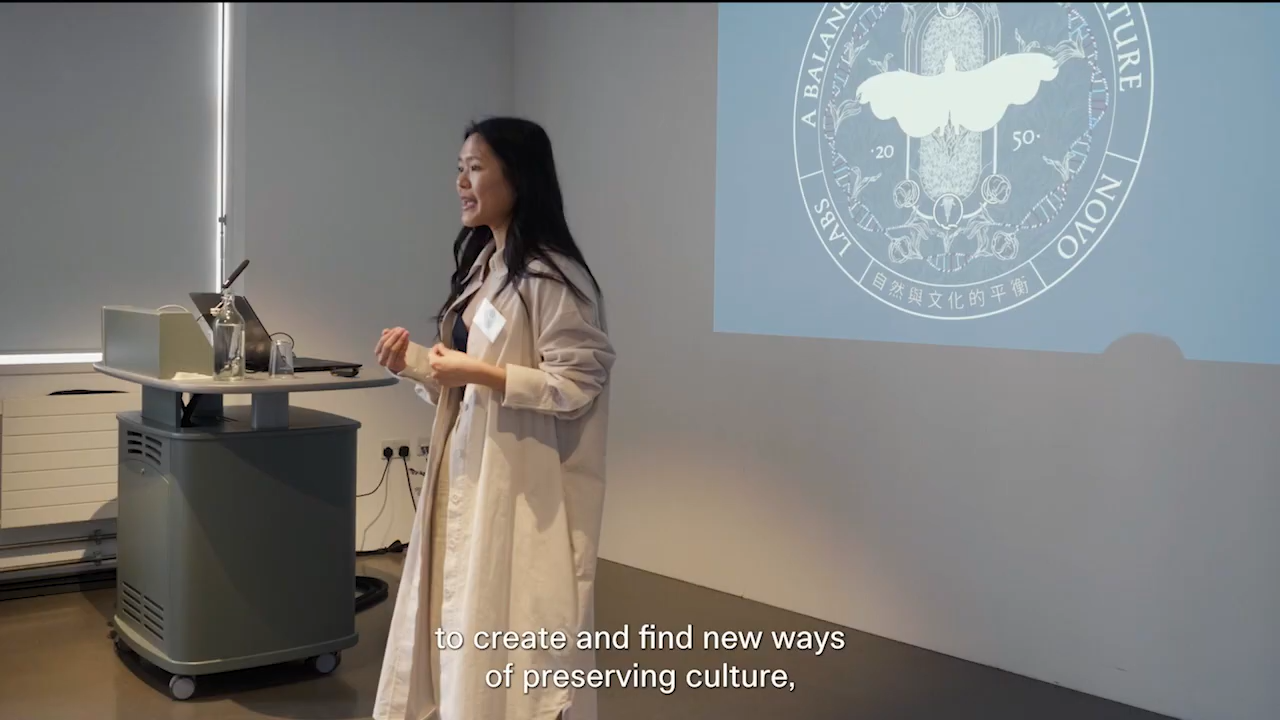 A BALANC
TURE
·20
50·
LABS
NOVO
自然與文化的平衡
to create and find new ways
of preserving culture,